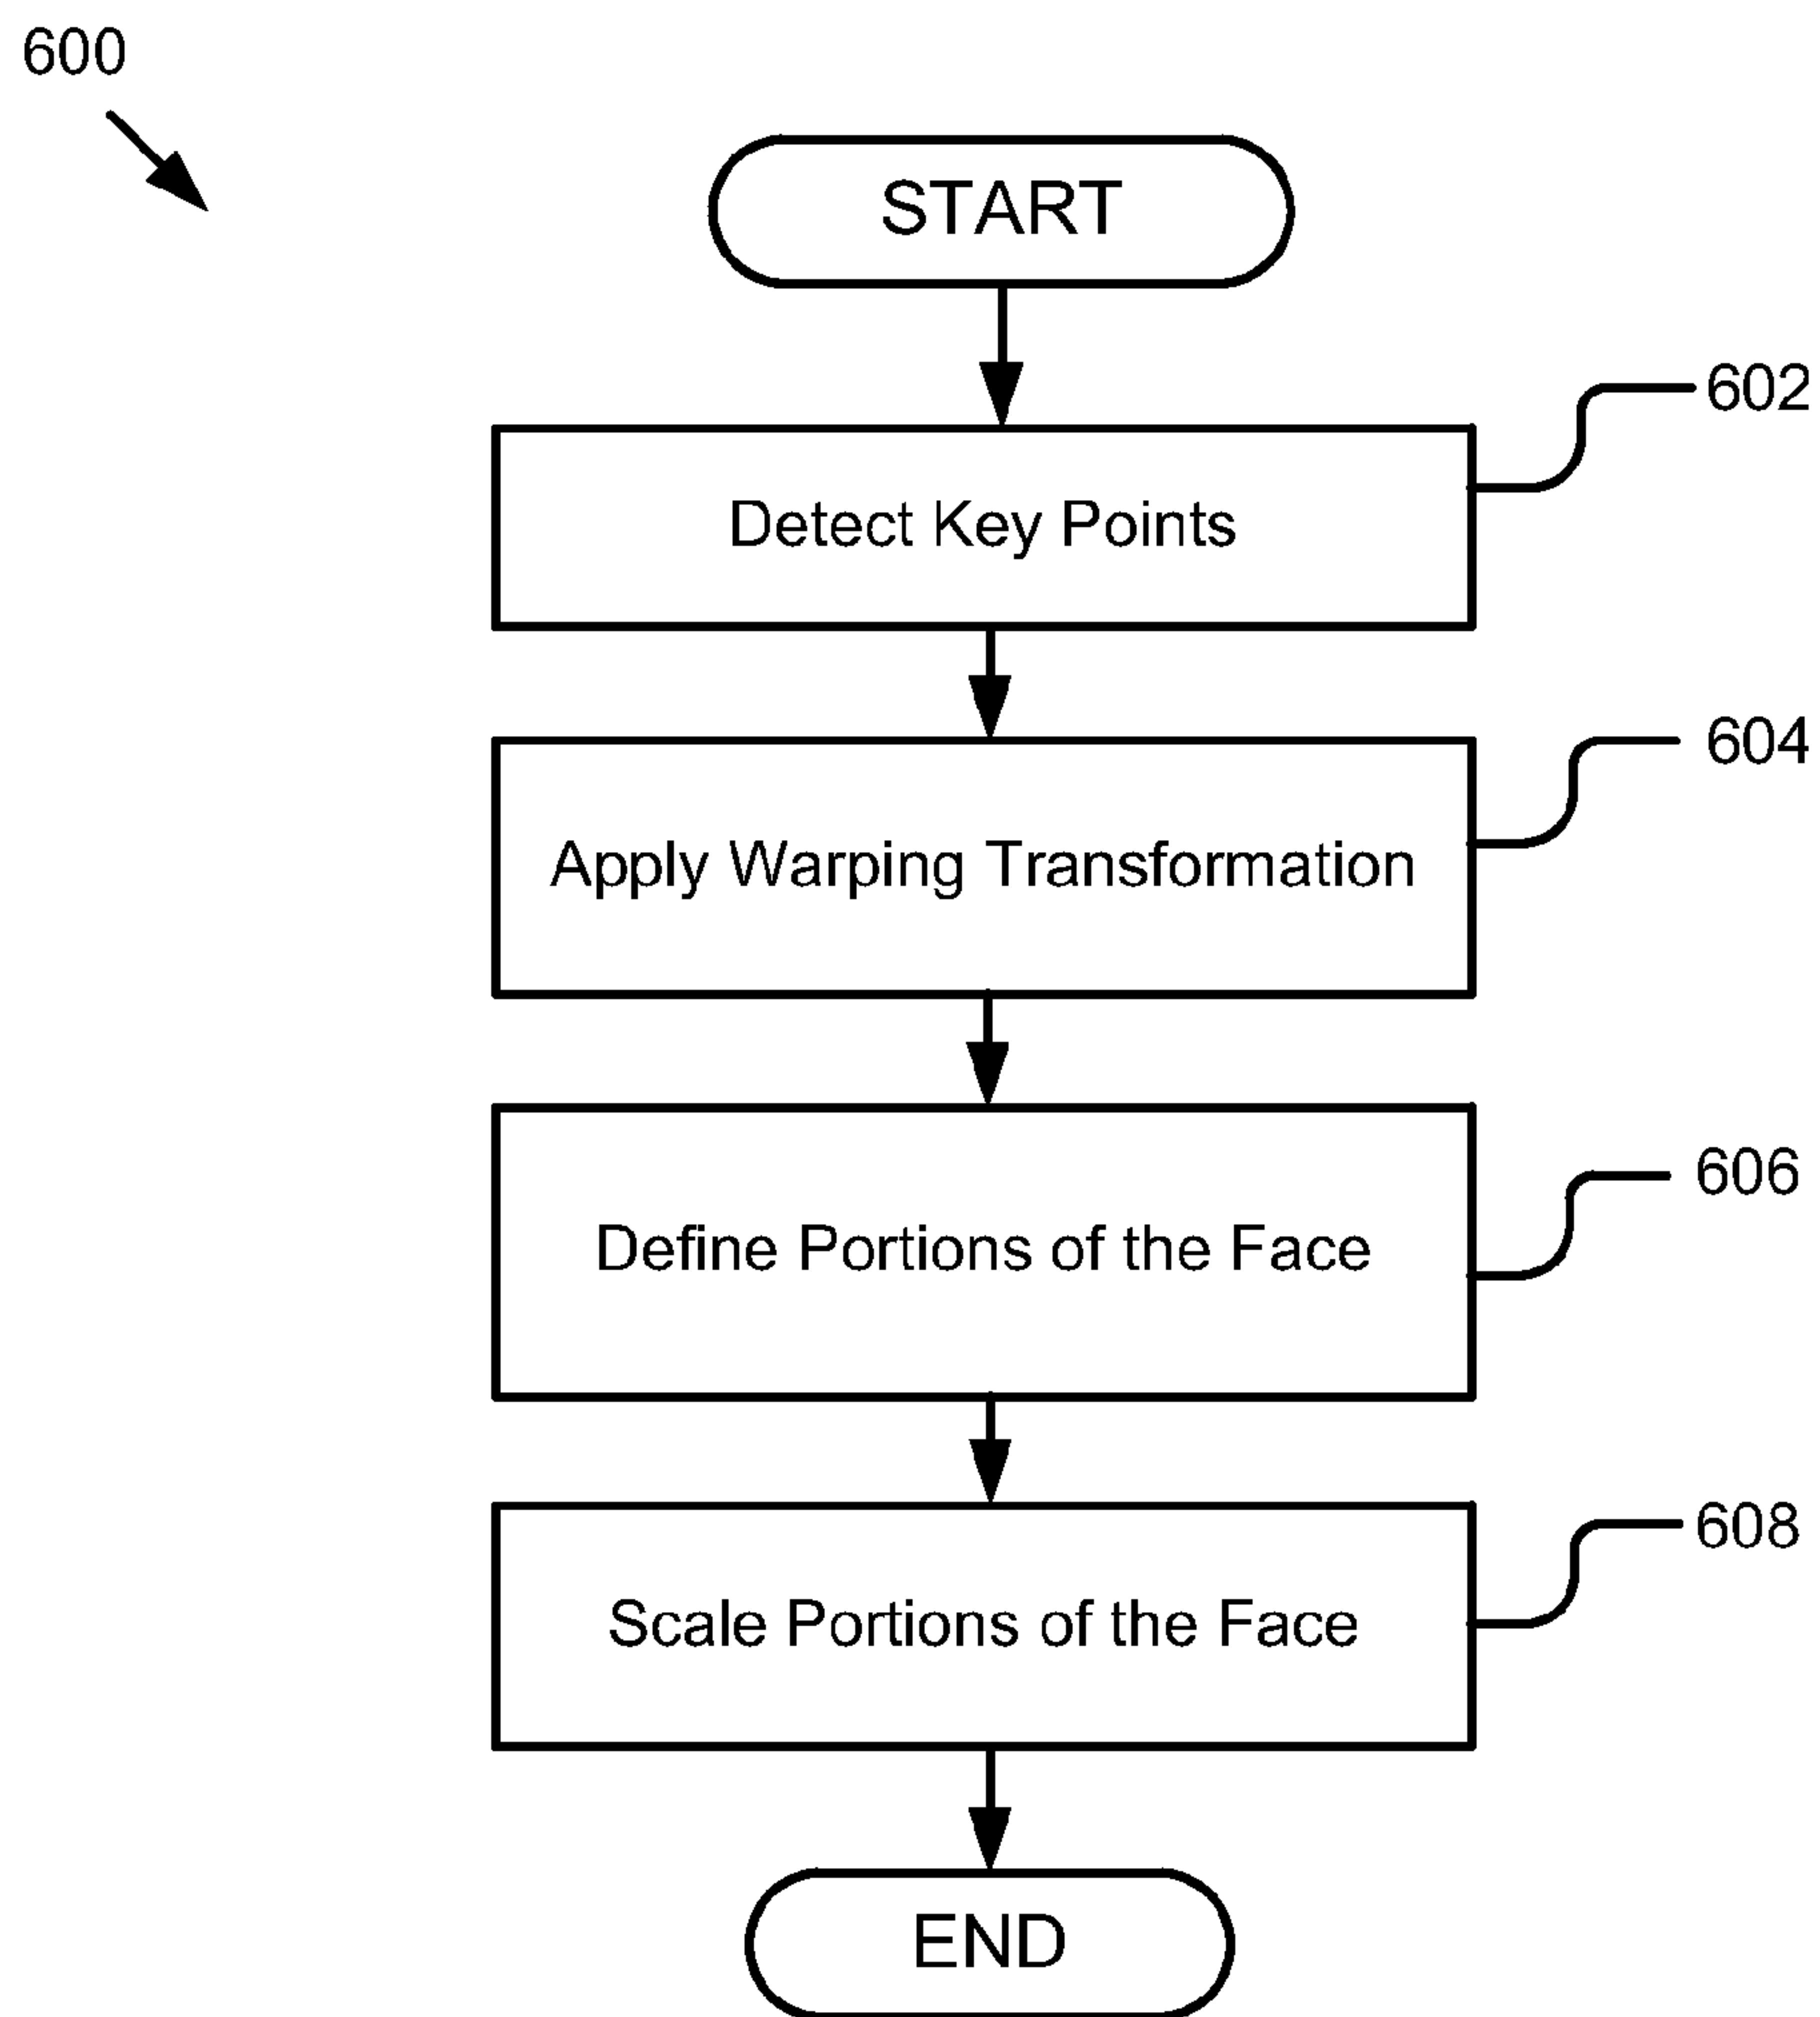 600
START
602
Detect Key Points
604
Apply Warping Transformation
606
Define Portions of the Face
608
Scale Portions of the Face
END